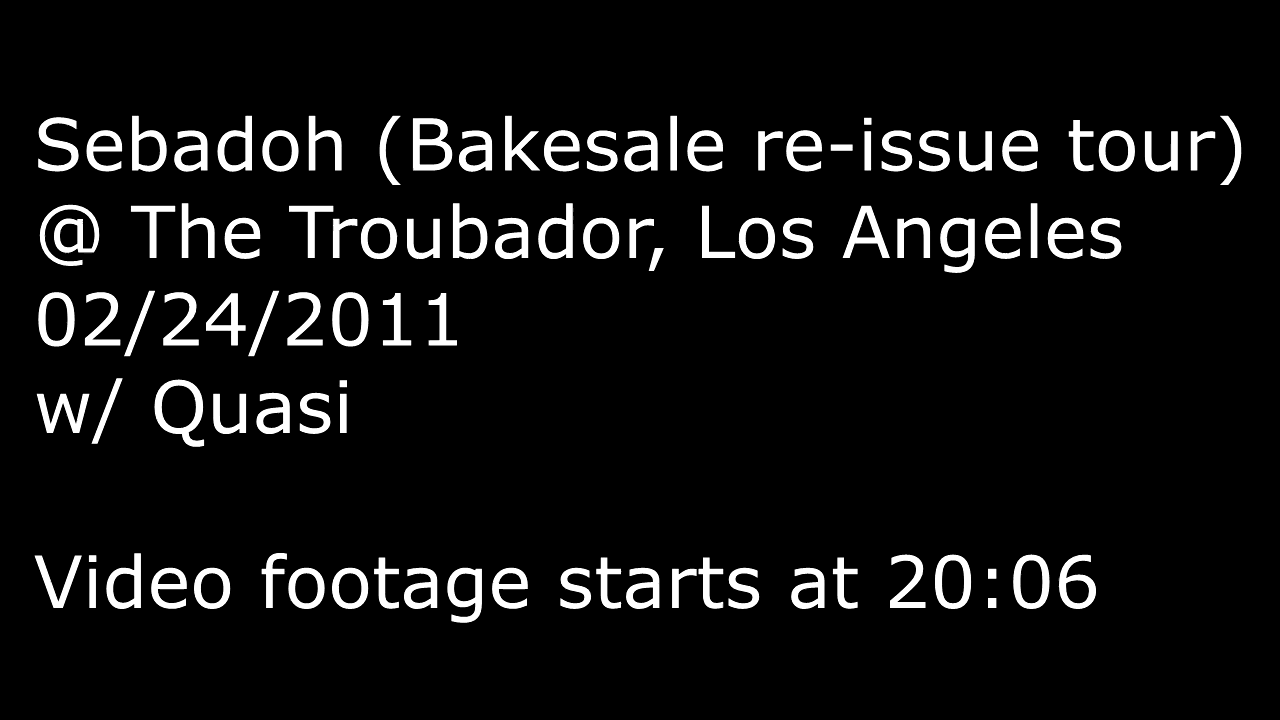 Sebadoh (Bakesale re-issue tour)
@ The Troubador, Los Angeles
02/24/2011
w/ Quasi
Video footage starts at 20:06